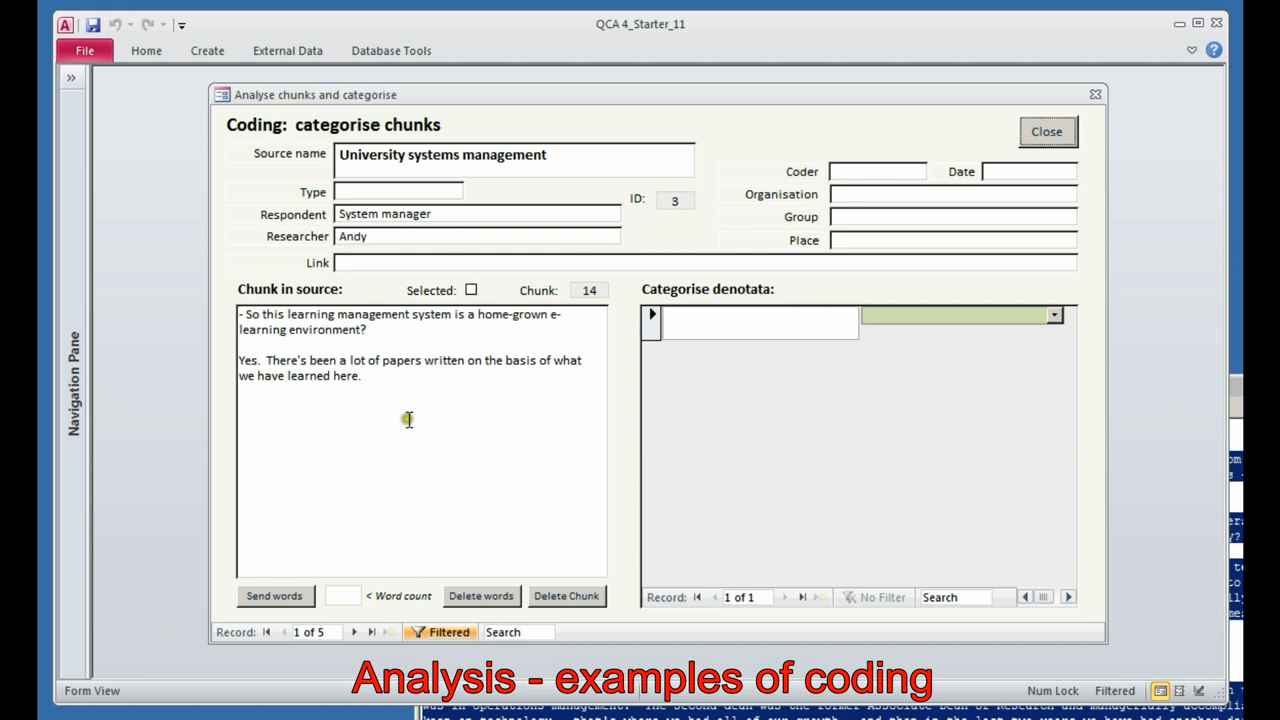 QCA 4_Starter_11
File Home Create External Data Database Tools
Analyse chunks and categorise
Coding: categorise chunks
Close
Source name University systems management
Coder
Date
Type
ID: 3
Organisation
Respondent System manager
Group
Researcher Andy
Place
Link
Chunk in source: Selected: Chunk: 14
Categorise denotata:
- So this learning management system is a home-grown e-
learning environment?
Yes. There's been a lot of papers written on the basis of what
we have learned here.
Navigation Pane
Send words < Word count Delete words Delete Chunk
Record: 1 of 1 No Filter Search
Record: 1 of 5 Filtered Search
Analysis - examples of coding
Form View
Num Lock Filtered